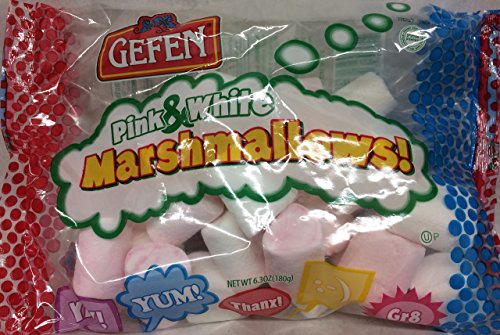 GEFEN
Pink & White
Marshmallows!
U P
NET WT 6.3OZ (180g)
YUM!
Thanx!
Gr8